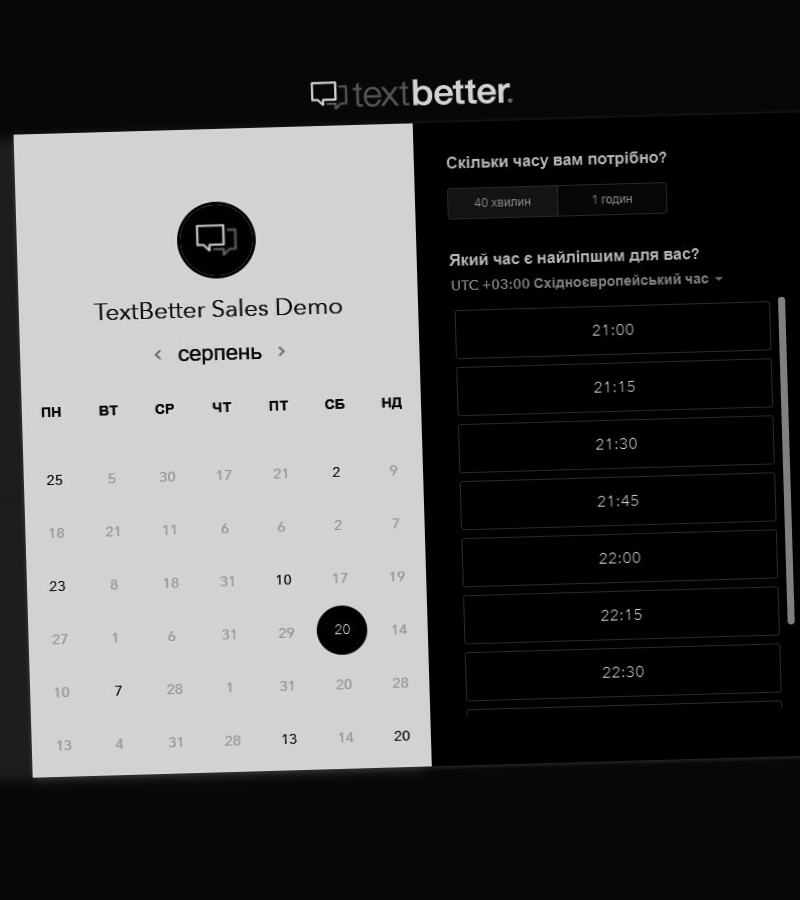 textbetter.
TextBetter Sales Demo
‹ серпень ›
ПН ВТ СР ЧТ ПТ СБ НД
25 5 30 17 21 2 9
18 21 11 6 6 2 7
23 8 18 31 10 17 19
27 1 6 31 29 20 14
10 7 28 1 31 20 28
13 4 31 28 13 14 20
Скільки часу вам потрібно?
40 хвилин 1 годин
Який час є найліпшим для вас?
UTC +03:00 Східноєвропейський час
21:00
21:15
21:30
21:45
22:00
22:15
22:30